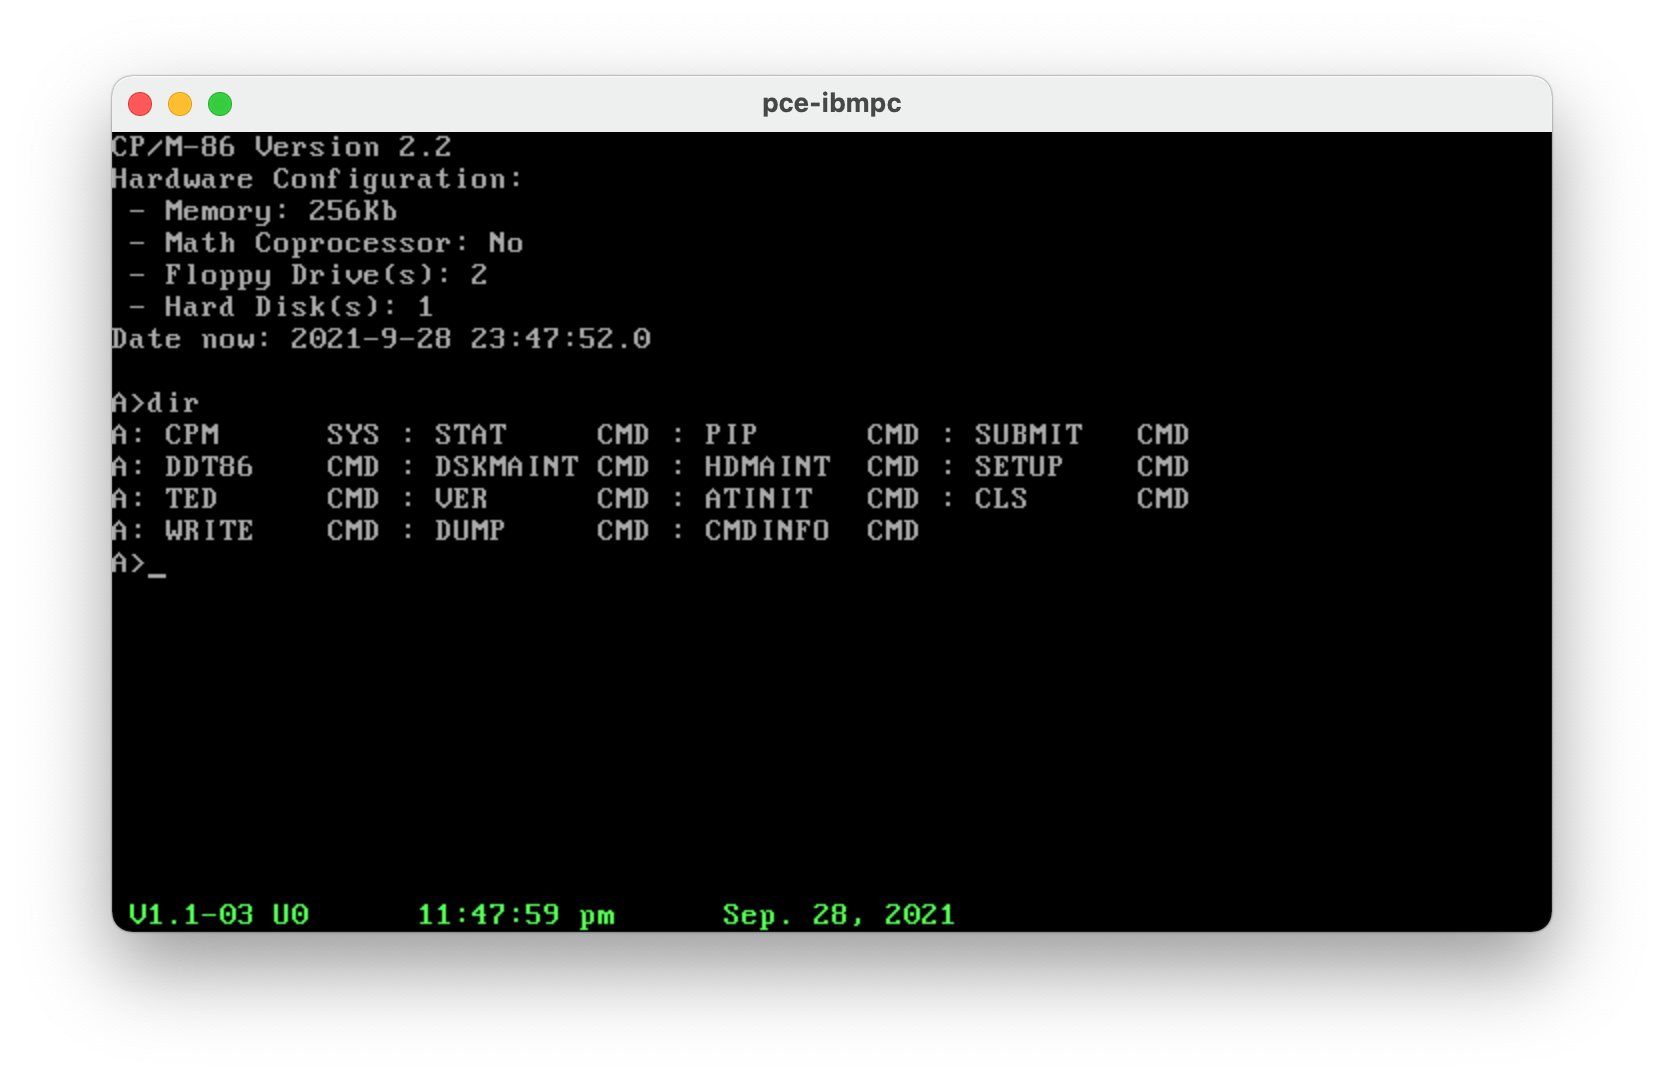 pce-ibmpc
CP/M-86 Version 2.2
Hardware Configuration:
 - Memory: 256Kb
 - Math Coprocessor: No
 - Floppy Drive(s): 2
 - Hard Disk(s): 1
Date now: 2021-9-28 23:47:52.0

A>dir
A: CPM      SYS : STAT     CMD : PIP      CMD : SUBMIT   CMD
A: DDT86    CMD : DSKMAINT CMD : HDMAINT  CMD : SETUP    CMD
A: TED      CMD : VER      CMD : ATINIT   CMD : CLS      CMD
A: WRITE    CMD : DUMP     CMD : CMDINFO  CMD
A>_
V1.1-03 U0      11:47:59 pm      Sep. 28, 2021